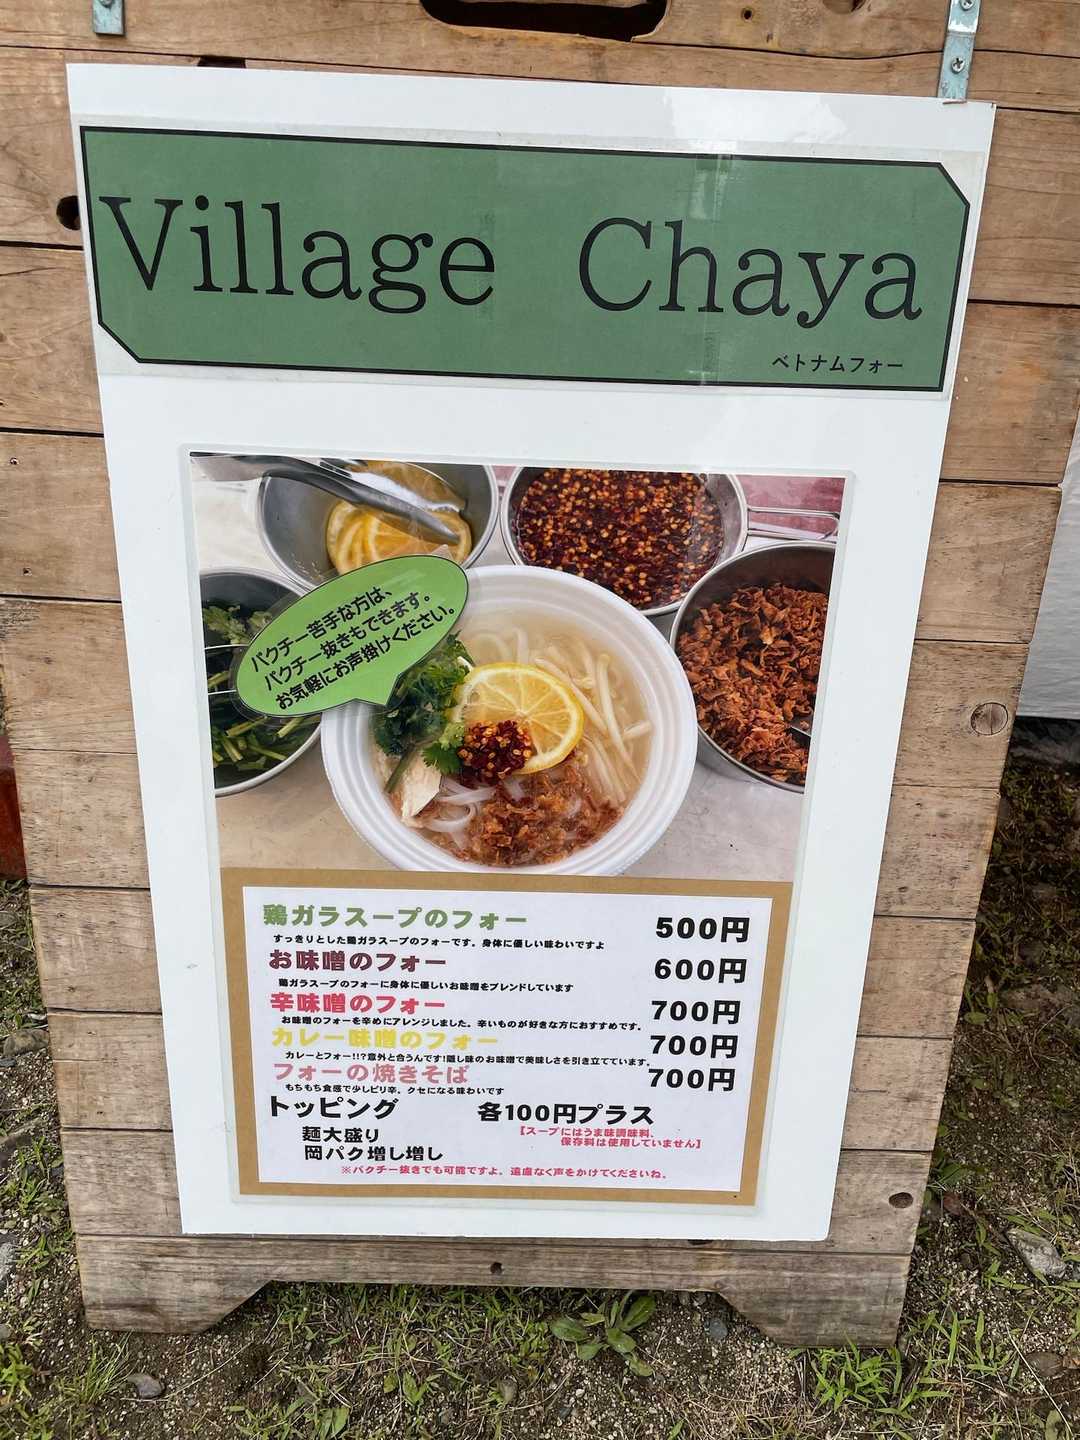 Village Chaya
ベトナムフォー
パクチー苦手な方は、
パクチー抜きもできます。
お気軽にお声掛けください。
鶏ガラスープのフォー 500円
すっきりとした鶏ガラスープのフォーです。身体に優しい味わいですよ
お味噌のフォー 600円
鶏ガラスープのフォーに身体に優しいお味噌をブレンドしています
辛味噌のフォー 700円
お味噌のフォーを辛めにアレンジしました。辛いものが好きな方におすすめです。
カレー味噌のフォー 700円
カレーとフォー!!?意外と合うんです!隠し味のお味噌で美味しさを引き立てています。
フォーの焼きそば 700円
もちもち食感で少しピリ辛。クセになる味わいです
トッピング 各100円プラス
麺大盛り
岡パク増し増し
【スープにはうま味調味料、
保存料は使用していません】
※パクチー抜きでも可能ですよ。遠慮なく声をかけてくださいね。